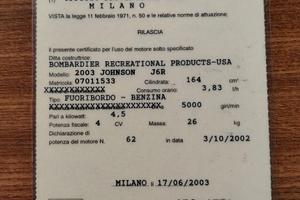 MILANO
VISTA la legge 11 febbraio 1971, n. 50 e le relative norme di attuazione;
RILASCIA
il presente certificato per l'uso del motore sotto specificato
Ditta costruttrice:
BOMBARDIER RECREATIONAL PRODUCTS-USA
Modello: 2003 JOHNSON J6R
Matricola: 07011533 Cilindrata: 164 cm³
XXXXXXXXXXXX Consumo orario: 3,83 l/h
Tipo: FUORIBORDO - BENZINA
XXXXXXXXXXXXXXXXXXXX 5000 giri/min
Pari a kilowatt: 4,5
Potenza fiscale: 4 CV Massa: 26 kg
Dichiarazione di
potenza del motore N. 62 in data 3/10/2002
MILANO li 17/06/2003